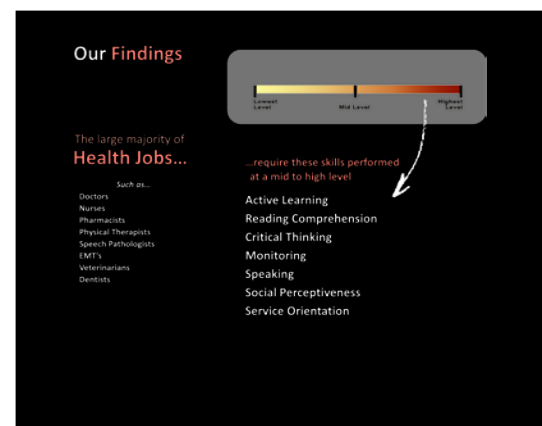 Our Findings
Lowest
Level
Mid Level
Highest
Level
The large majority of
Health Jobs...
Such as...
Doctors
Nurses
Pharmacists
Physical Therapists
Speech Pathologists
EMT's
Veterinarians
Dentists
...require these skills performed
at a mid to high level
Active Learning
Reading Comprehension
Critical Thinking
Monitoring
Speaking
Social Perceptiveness
Service Orientation